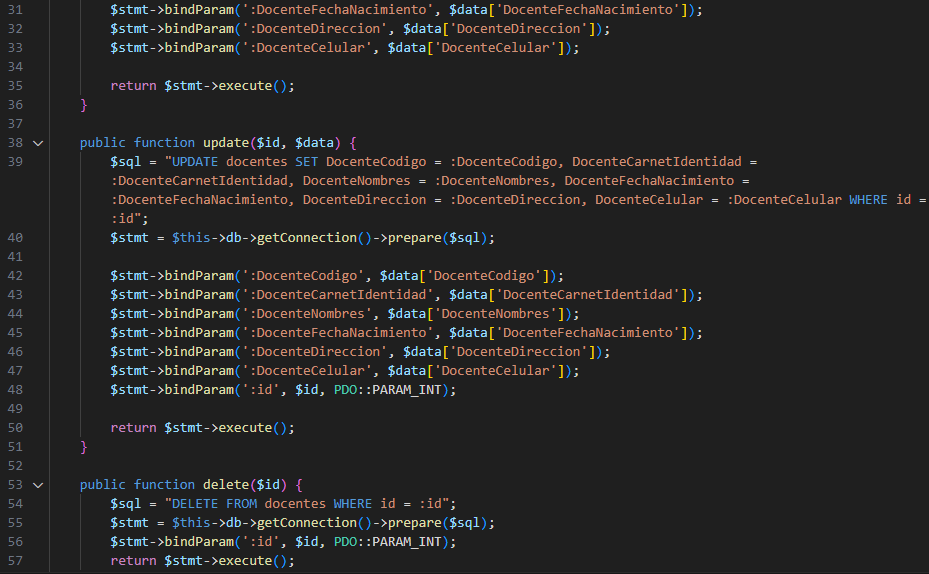 31 $stmt->bindParam(':DocenteFechaNacimiento', $data['DocenteFechaNacimiento']);
32 $stmt->bindParam(':DocenteDireccion', $data['DocenteDireccion']);
33 $stmt->bindParam(':DocenteCelular', $data['DocenteCelular']);
34
35 return $stmt->execute();
36 }
37
38 public function update($id, $data) {
39 $sql = "UPDATE docentes SET DocenteCodigo = :DocenteCodigo, DocenteCarnetIdentidad =
:DocenteCarnetIdentidad, DocenteNombres = :DocenteNombres, DocenteFechaNacimiento =
:DocenteFechaNacimiento, DocenteDireccion = :DocenteDireccion, DocenteCelular = :DocenteCelular WHERE id =
:id";
40 $stmt = $this->db->getConnection()->prepare($sql);
41
42 $stmt->bindParam(':DocenteCodigo', $data['DocenteCodigo']);
43 $stmt->bindParam(':DocenteCarnetIdentidad', $data['DocenteCarnetIdentidad']);
44 $stmt->bindParam(':DocenteNombres', $data['DocenteNombres']);
45 $stmt->bindParam(':DocenteFechaNacimiento', $data['DocenteFechaNacimiento']);
46 $stmt->bindParam(':DocenteDireccion', $data['DocenteDireccion']);
47 $stmt->bindParam(':DocenteCelular', $data['DocenteCelular']);
48 $stmt->bindParam(':id', $id, PDO::PARAM_INT);
49
50 return $stmt->execute();
51 }
52
53 public function delete($id) {
54 $sql = "DELETE FROM docentes WHERE id = :id";
55 $stmt = $this->db->getConnection()->prepare($sql);
56 $stmt->bindParam(':id', $id, PDO::PARAM_INT);
57 return $stmt->execute();